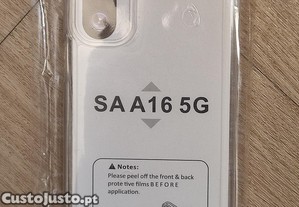 SA A16 5G
Notes:
Please peel off the front & back
prote tive films B E F O R E
application.
CustoJusto.pt